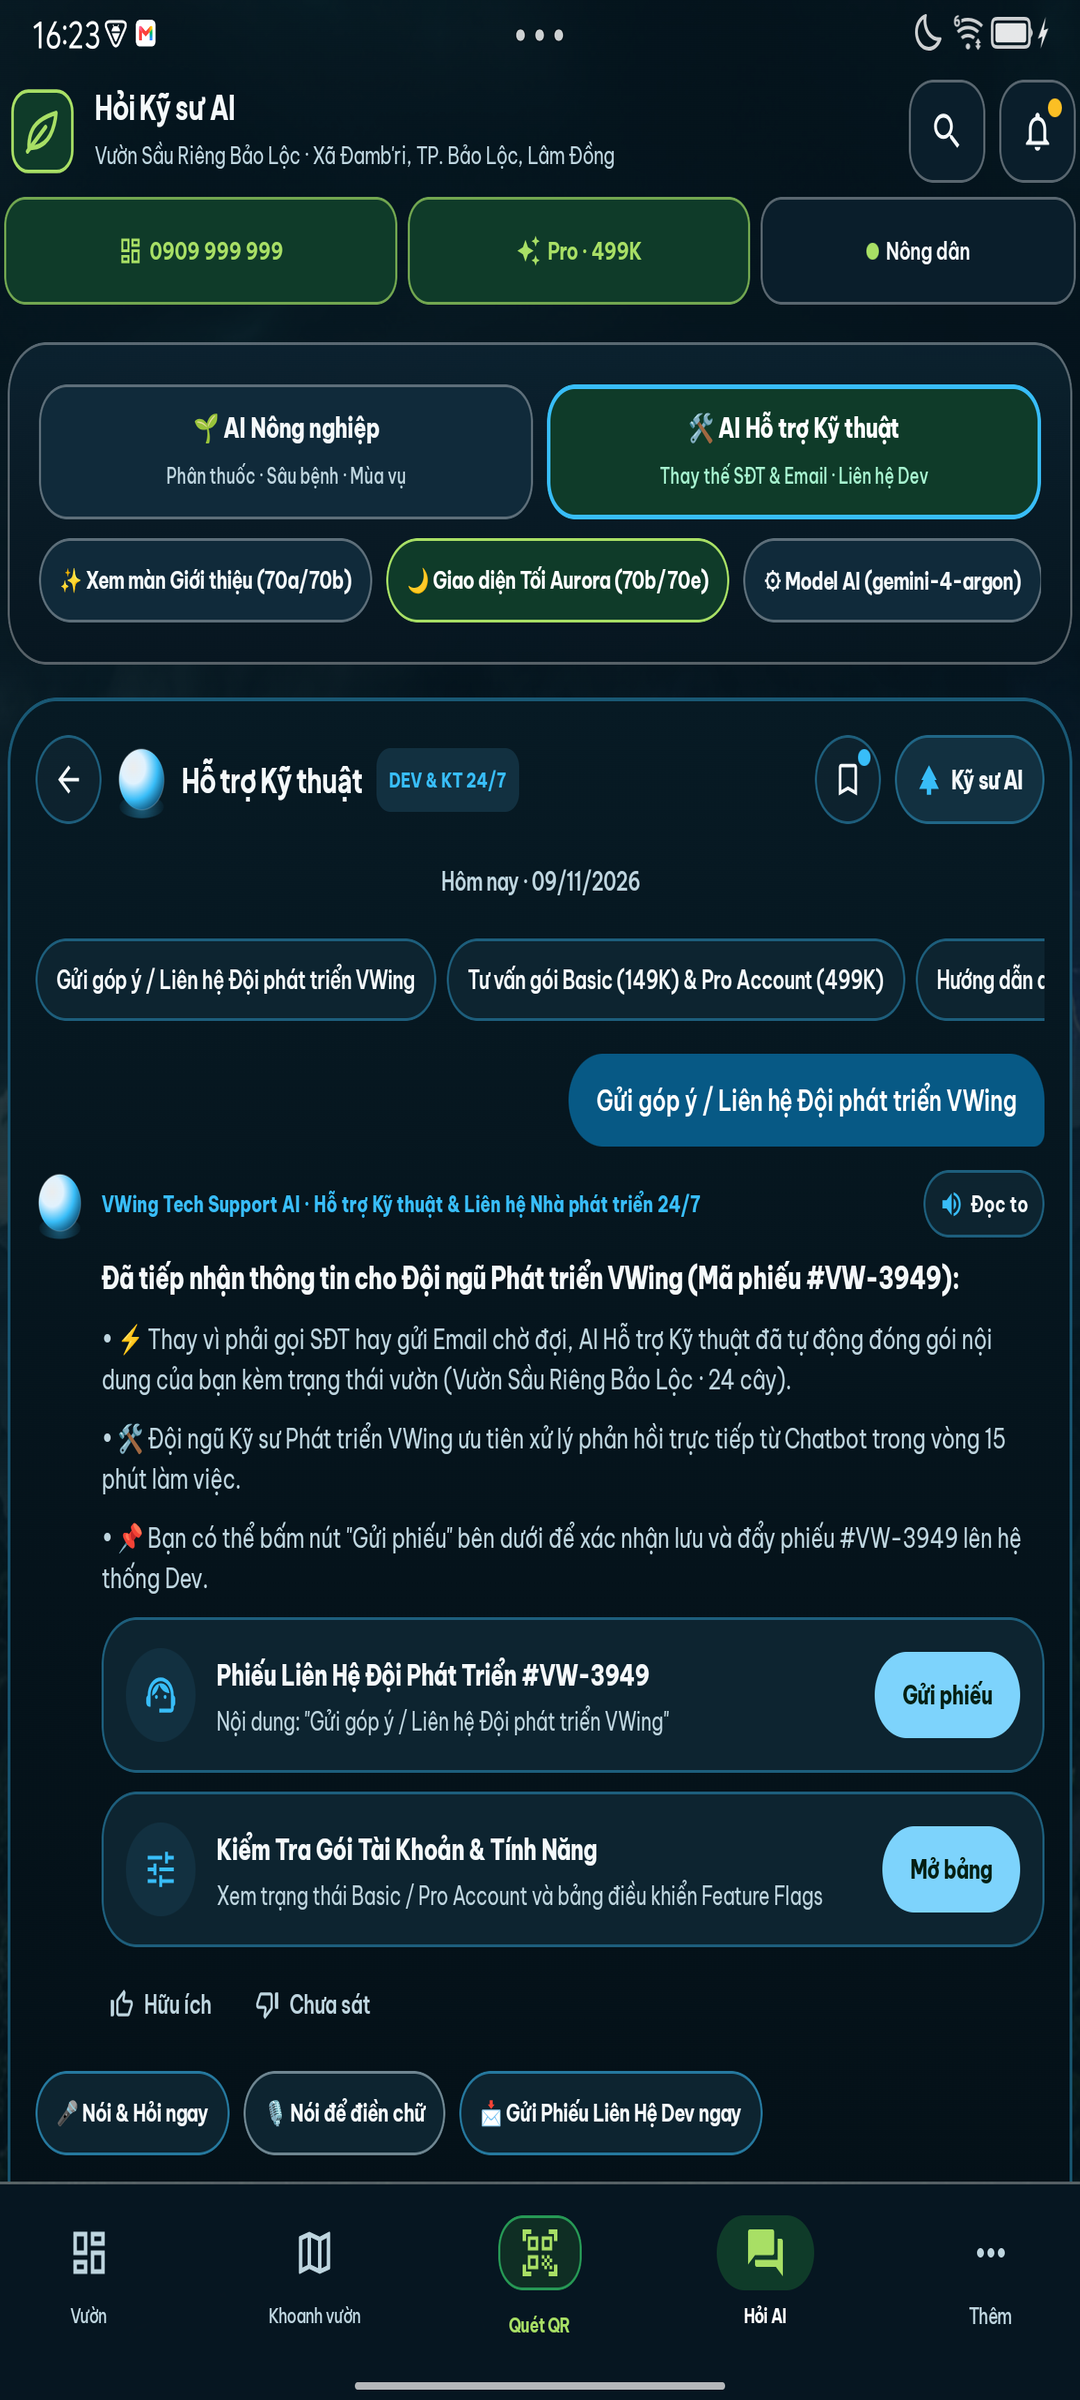 16:23
Hỏi Kỹ sư AI
Vườn Sầu Riêng Bảo Lộc · Xã Đamb'ri, TP. Bảo Lộc, Lâm Đồng
0909 999 999
Pro · 499K
Nông dân
🌱 AI Nông nghiệp
Phân thuốc · Sâu bệnh · Mùa vụ
🛠️ AI Hỗ trợ Kỹ thuật
Thay thế SĐT & Email · Liên hệ Dev
✨ Xem màn Giới thiệu (70a/70b)
🌙 Giao diện Tối Aurora (70b/70e)
⚙ Model AI (gemini-4-argon)
Hỗ trợ Kỹ thuật
DEV & KT 24/7
Kỹ sư AI
Hôm nay · 09/11/2026
Gửi góp ý / Liên hệ Đội phát triển VWing
Tư vấn gói Basic (149K) & Pro Account (499K)
Hướng dẫn
Gửi góp ý / Liên hệ Đội phát triển VWing
VWing Tech Support AI · Hỗ trợ Kỹ thuật & Liên hệ Nhà phát triển 24/7
Đọc to
Đã tiếp nhận thông tin cho Đội ngũ Phát triển VWing (Mã phiếu #VW-3949):
• ⚡ Thay vì phải gọi SĐT hay gửi Email chờ đợi, AI Hỗ trợ Kỹ thuật đã tự động đóng gói nội
dung của bạn kèm trạng thái vườn (Vườn Sầu Riêng Bảo Lộc · 24 cây).
• 🛠️ Đội ngũ Kỹ sư Phát triển VWing ưu tiên xử lý phản hồi trực tiếp từ Chatbot trong vòng 15
phút làm việc.
• 📌 Bạn có thể bấm nút "Gửi phiếu" bên dưới để xác nhận lưu và đẩy phiếu #VW-3949 lên hệ
thống Dev.
Phiếu Liên Hệ Đội Phát Triển #VW-3949
Nội dung: "Gửi góp ý / Liên hệ Đội phát triển VWing"
Gửi phiếu
Kiểm Tra Gói Tài Khoản & Tính Năng
Xem trạng thái Basic / Pro Account và bảng điều khiển Feature Flags
Mở bảng
Hữu ích
Chưa sát
🎤 Nói & Hỏi ngay
🎙️ Nói để điền chữ
📩 Gửi Phiếu Liên Hệ Dev ngay
Vườn
Khoanh vườn
Quét QR
Hỏi AI
Thêm